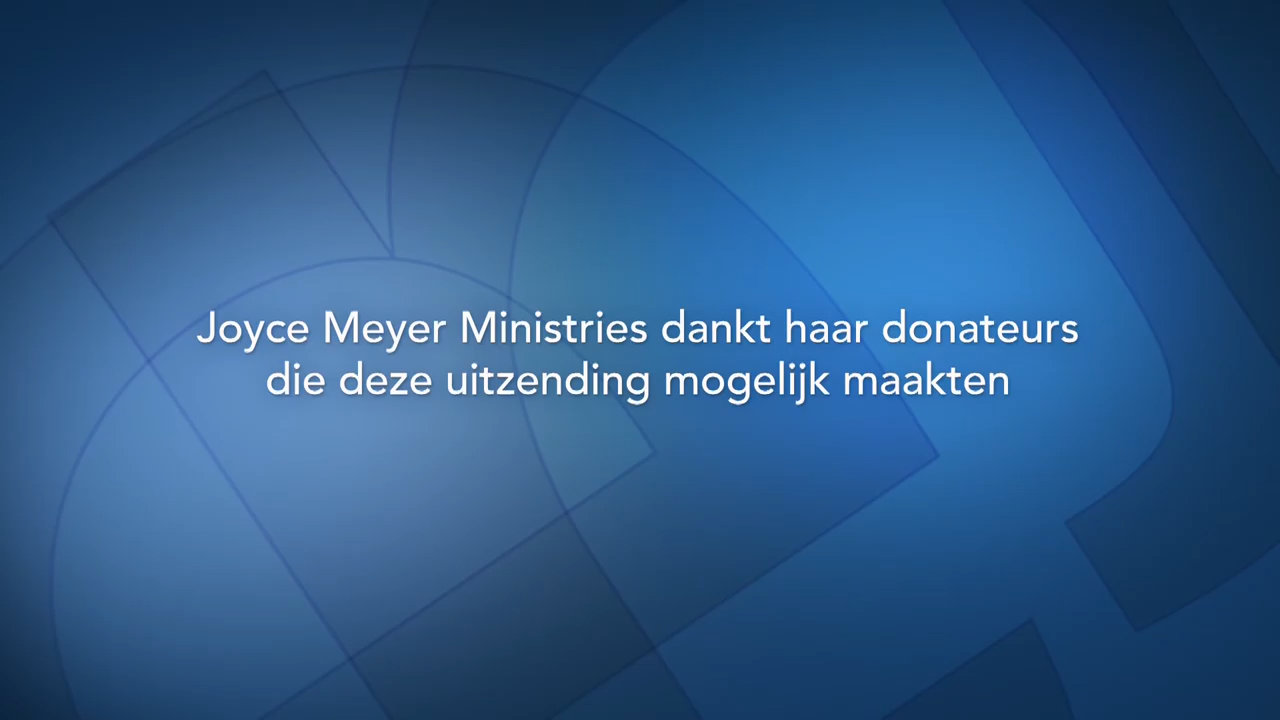 Joyce Meyer Ministries dankt haar donateurs
die deze uitzending mogelijk maakten